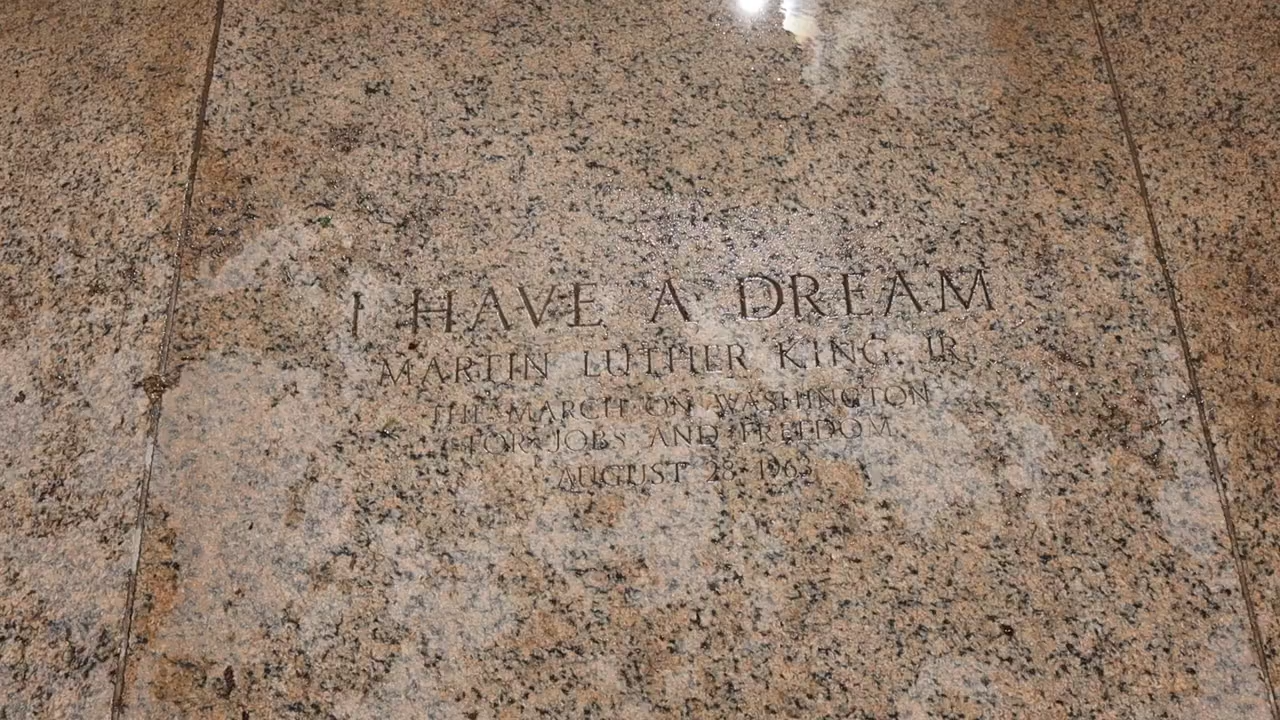 I HAVE A DREAM
MARTIN LUTHER KING, JR.
THE MARCH ON WASHINGTON
FOR JOBS AND FREEDOM
AUGUST 28, 1963